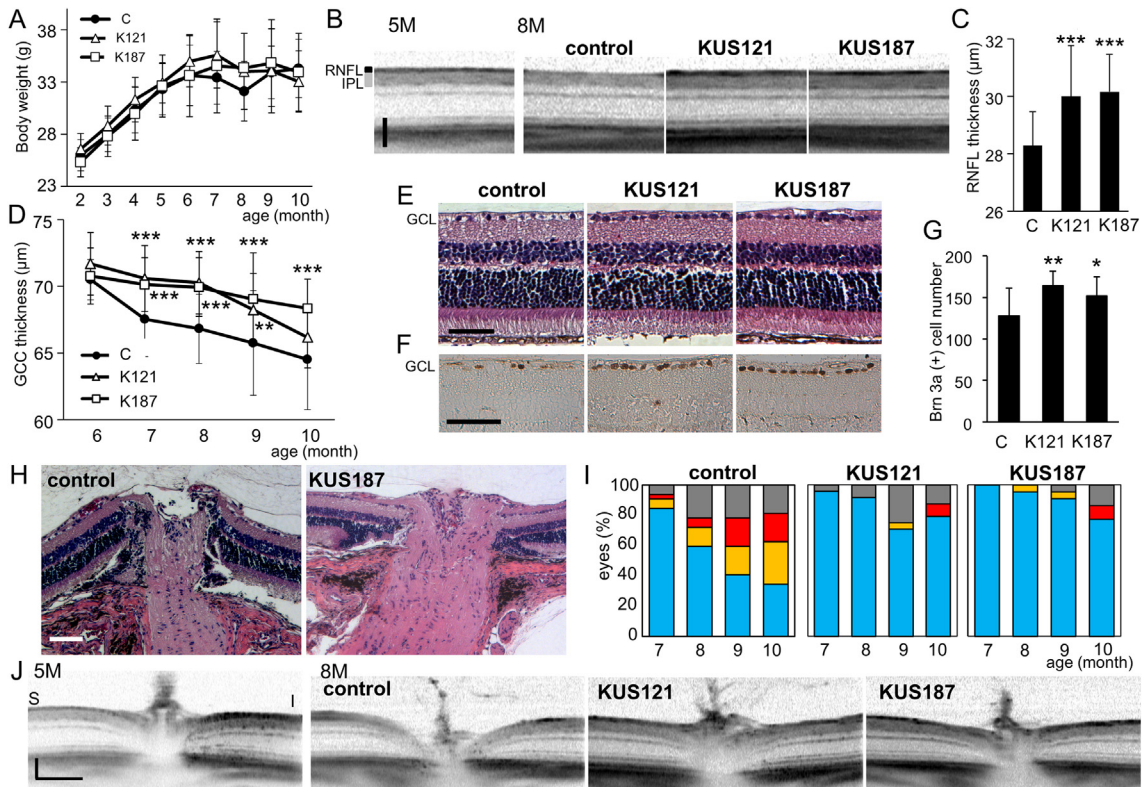 A
Body weight (g)
38
33
28
23
C
K121
K187
2 3 4 5 6 7 8 9 10
age (month)
B
5M
8M
control
KUS121
KUS187
RNFL
IPL
C
RNFL thickness (µm)
32
30
28
26
***
***
C K121 K187
D
GCC thickness (µm)
75
70
65
60
*** *** ***
***
*** *** **
C
K121
K187
6 7 8 9 10
age (month)
E
control
KUS121
KUS187
GCL
F
GCL
G
Brn 3a (+) cell number
200
150
100
50
0
** *
C K121 K187
H
control
KUS187
I
control
KUS121
KUS187
eyes (%)
100
80
60
40
20
0
7 8 9 10
7 8 9 10
7 8 9 10
age (month)
J
5M
S
I
8M
control
KUS121
KUS187